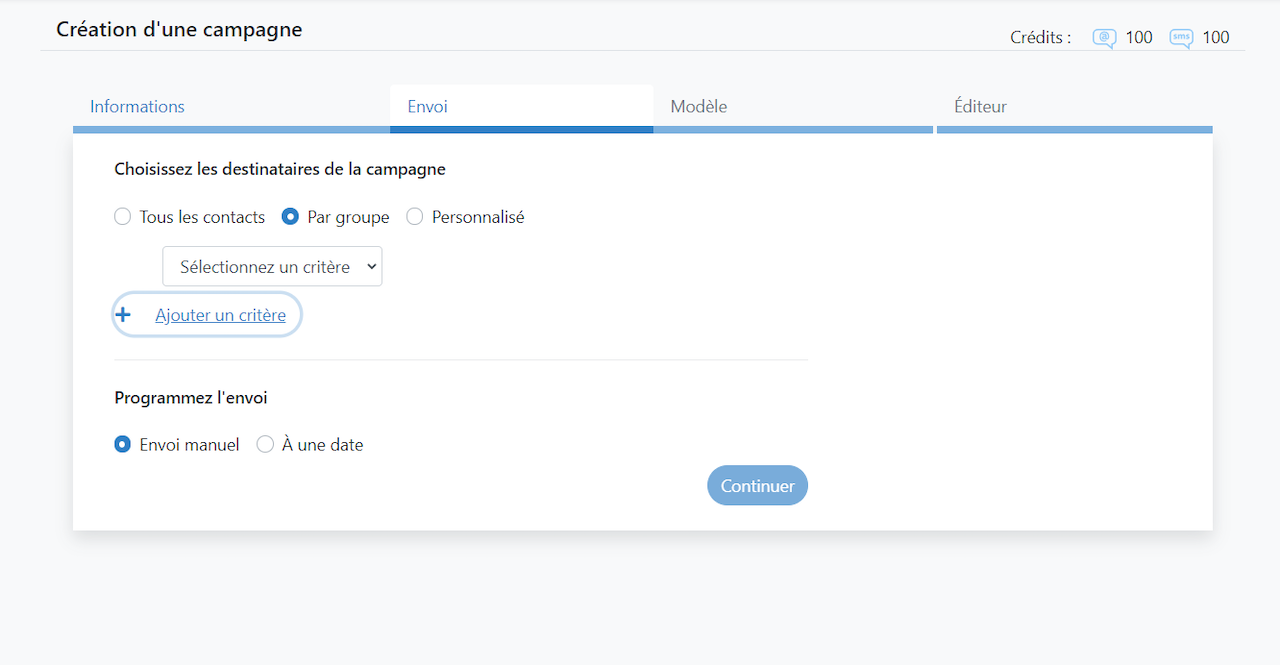 Création d'une campagne
Crédits : @ 100 sms 100
Informations Envoi Modèle Éditeur
Choisissez les destinataires de la campagne
Tous les contacts Par groupe Personnalisé
Sélectionnez un critère
+ Ajouter un critère
Programmez l'envoi
Envoi manuel À une date
Continuer